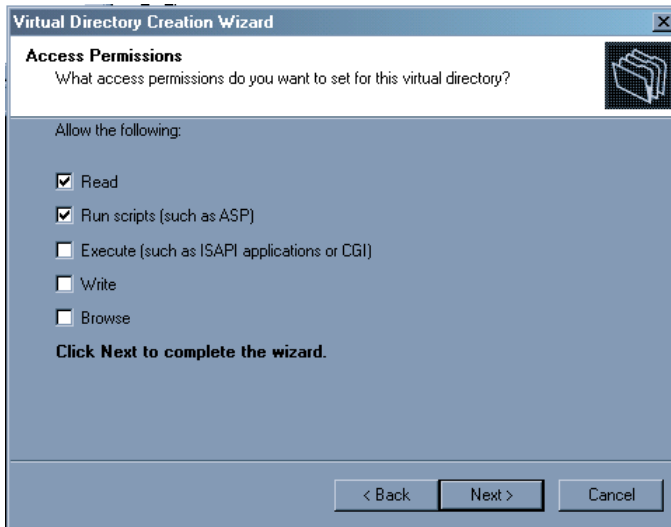 Virtual Directory Creation Wizard
Access Permissions
What access permissions do you want to set for this virtual directory?
Allow the following:
Read
Run scripts (such as ASP)
Execute (such as ISAPI applications or CGI)
Write
Browse
Click Next to complete the wizard.
< Back Next > Cancel